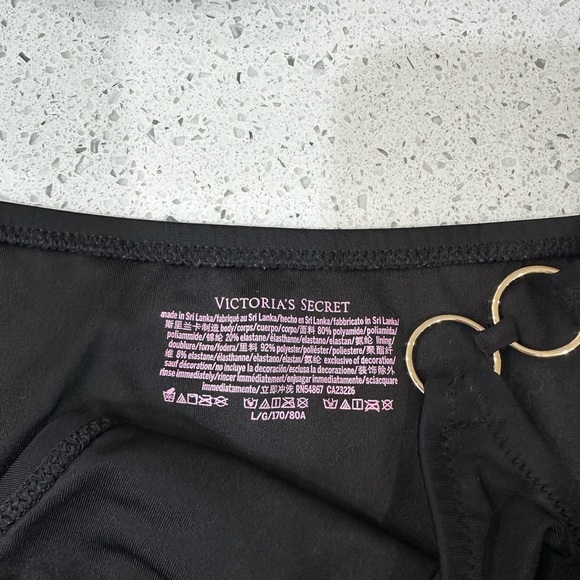 VICTORIA'S SECRET
made in Sri Lanka/fabriqué au Sri Lanka/hecho en Sri Lanka/fabbricato in Sri Lanka/
斯里兰卡制造 body/corps/cuerpo/corpo/面料 80% polyamide/poliamida/
poliammide/锦纶 20% elastane/élasthanne/elastano/elastan/氨纶 lining/
doublure/forro/fodera/里料 92% polyester/poliéster/poliestere/聚酯纤
维 8% elastane/élasthanne/elastano/elastan/氨纶 exclusive of decoration/
sauf décoration/no incluye la decoración/esclusa la decorazione/装饰除外
rinse immediately/rincer immédiatement/enjuagar inmediatamente/sciacquare
immediatamente/立即冲洗 RN54867 CA23226
L/G/170/80A